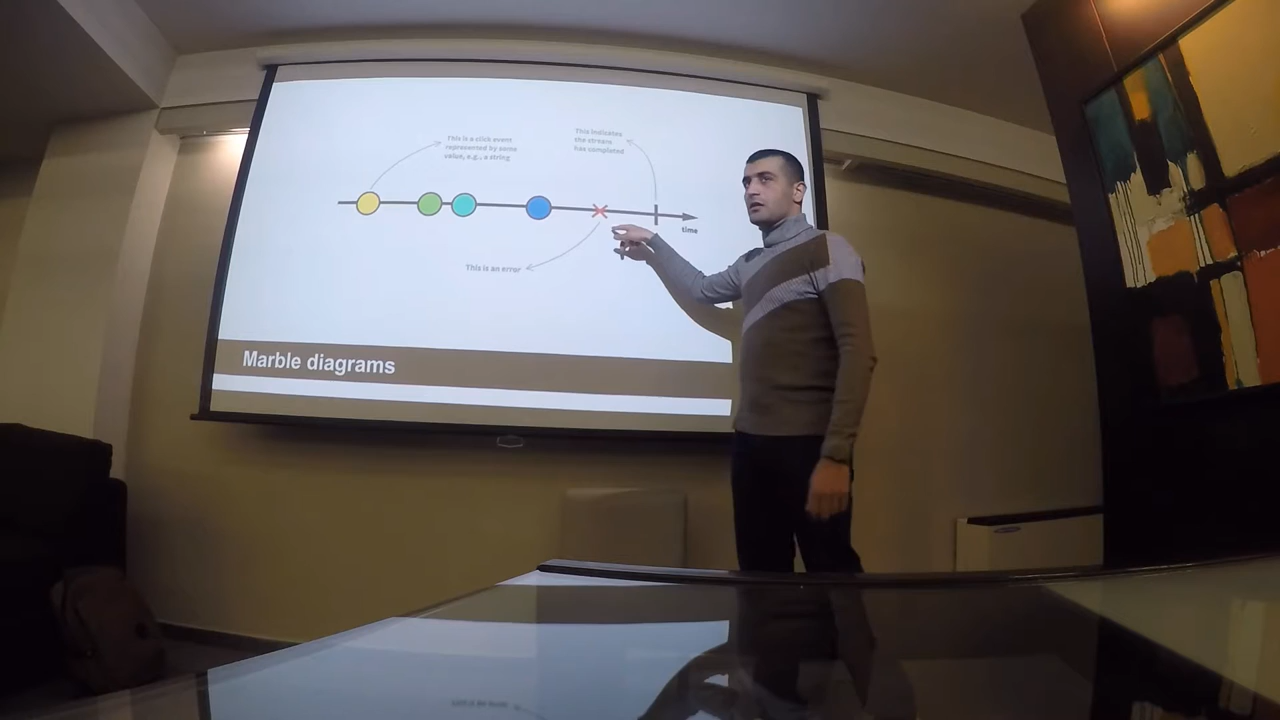 This is a click event
represented by some
value, e.g., a string
This indicates
the stream
has completed
time
This is an error
Marble diagrams